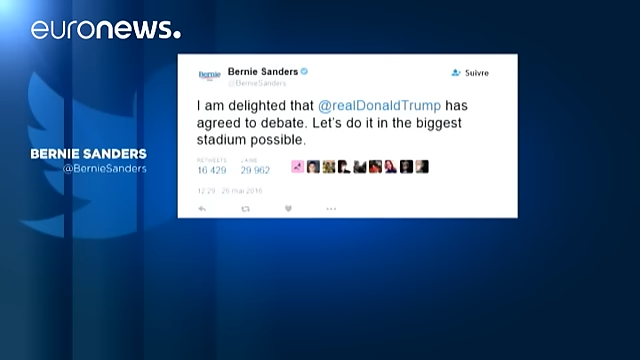 euronews.
Bernie Sanders
@BernieSanders
Suivre
I am delighted that @realDonaldTrump has
agreed to debate. Let's do it in the biggest
stadium possible.
RETWEETS J'AIME
16 429 29 962
12:29 - 26 mai 2016
BERNIE SANDERS
@BernieSanders